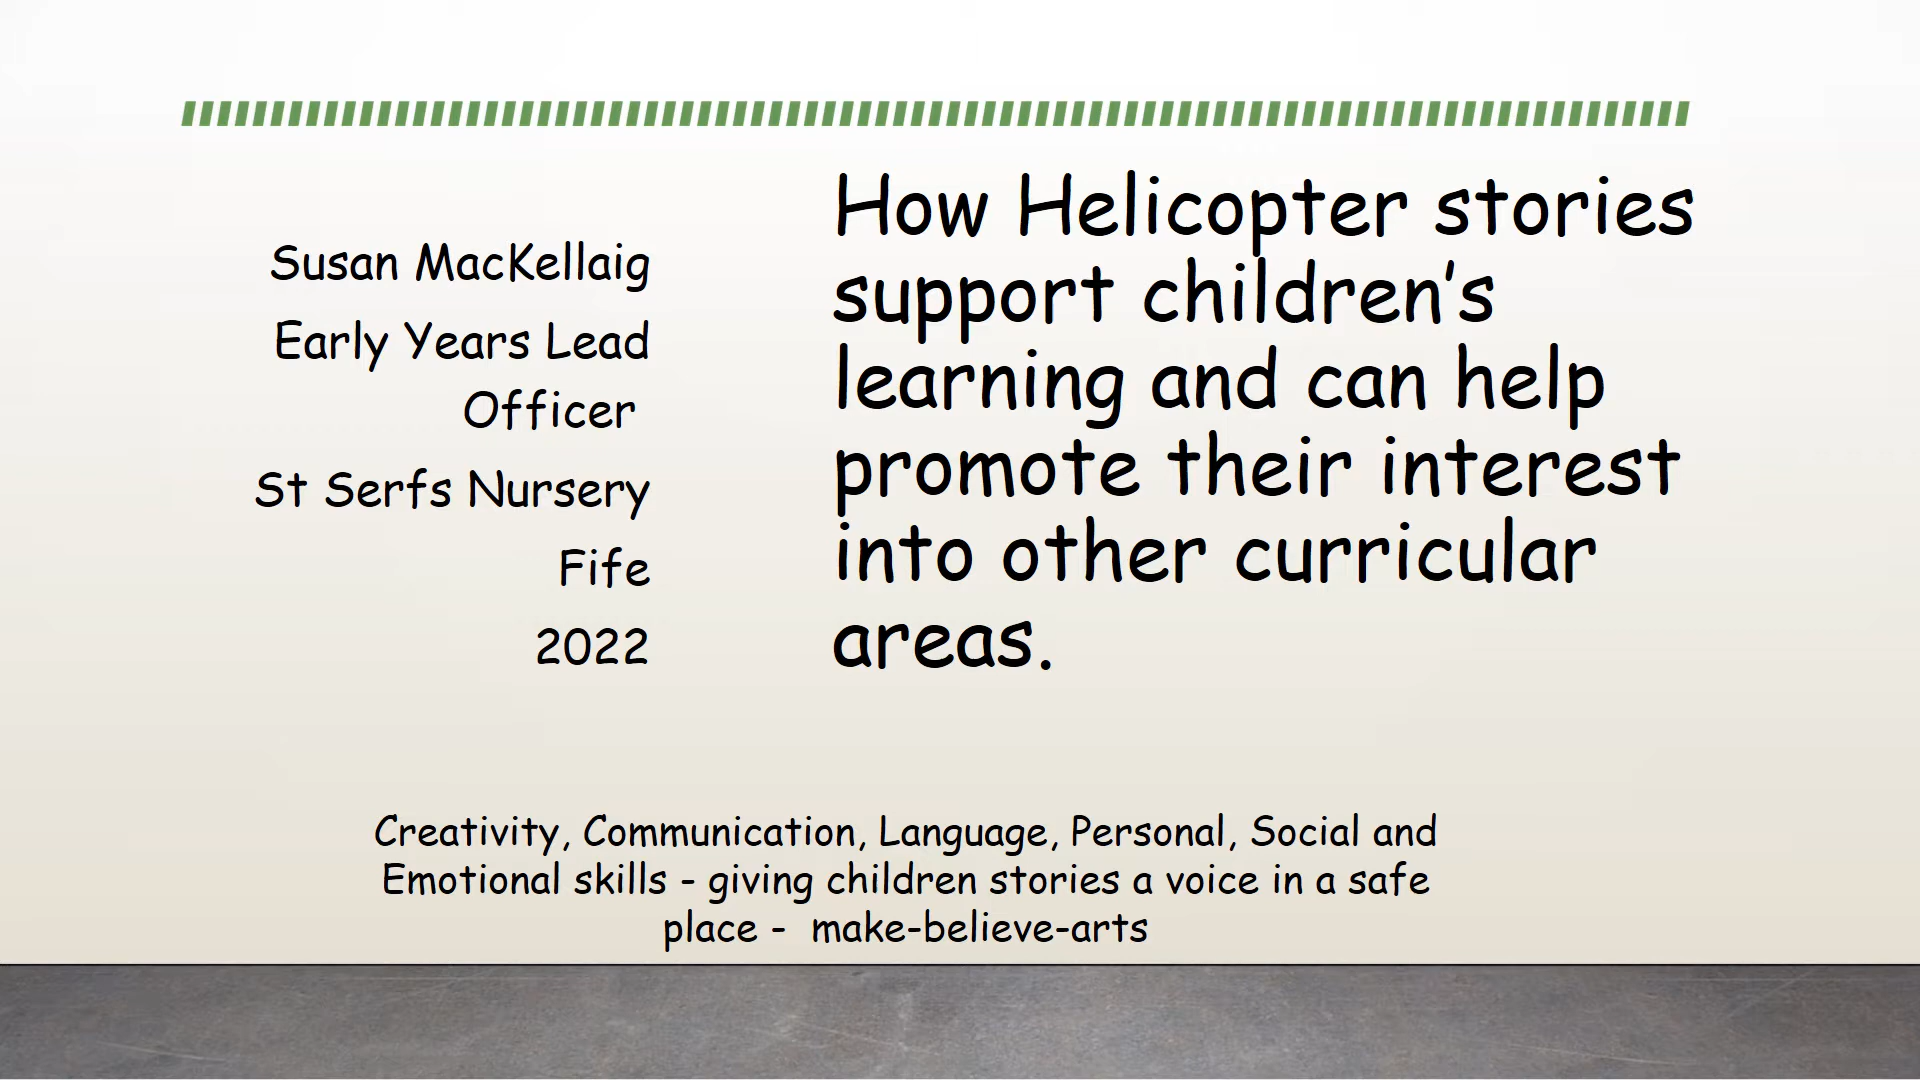 Susan MacKellaig
Early Years Lead
Officer
St Serfs Nursery
Fife
2022
How Helicopter stories
support children’s
learning and can help
promote their interest
into other curricular
areas.
Creativity, Communication, Language, Personal, Social and
Emotional skills - giving children stories a voice in a safe
place -  make-believe-arts